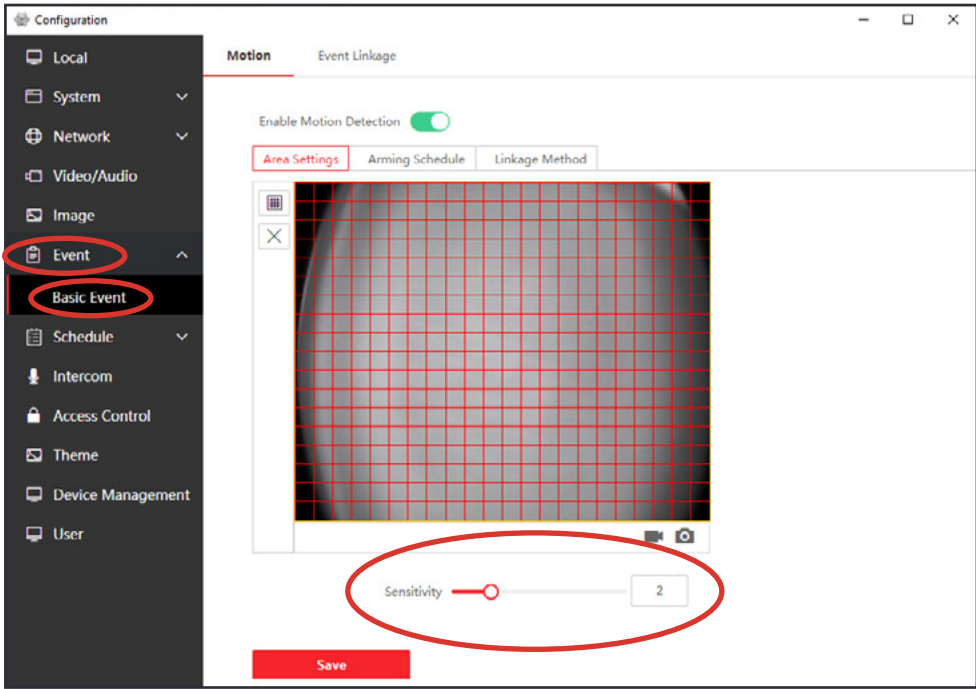 Configuration
Local
System
Network
Video/Audio
Image
Event
Basic Event
Schedule
Intercom
Access Control
Theme
Device Management
User
Motion Event Linkage
Enable Motion Detection
Area Settings Arming Schedule Linkage Method
Sensitivity 2
Save